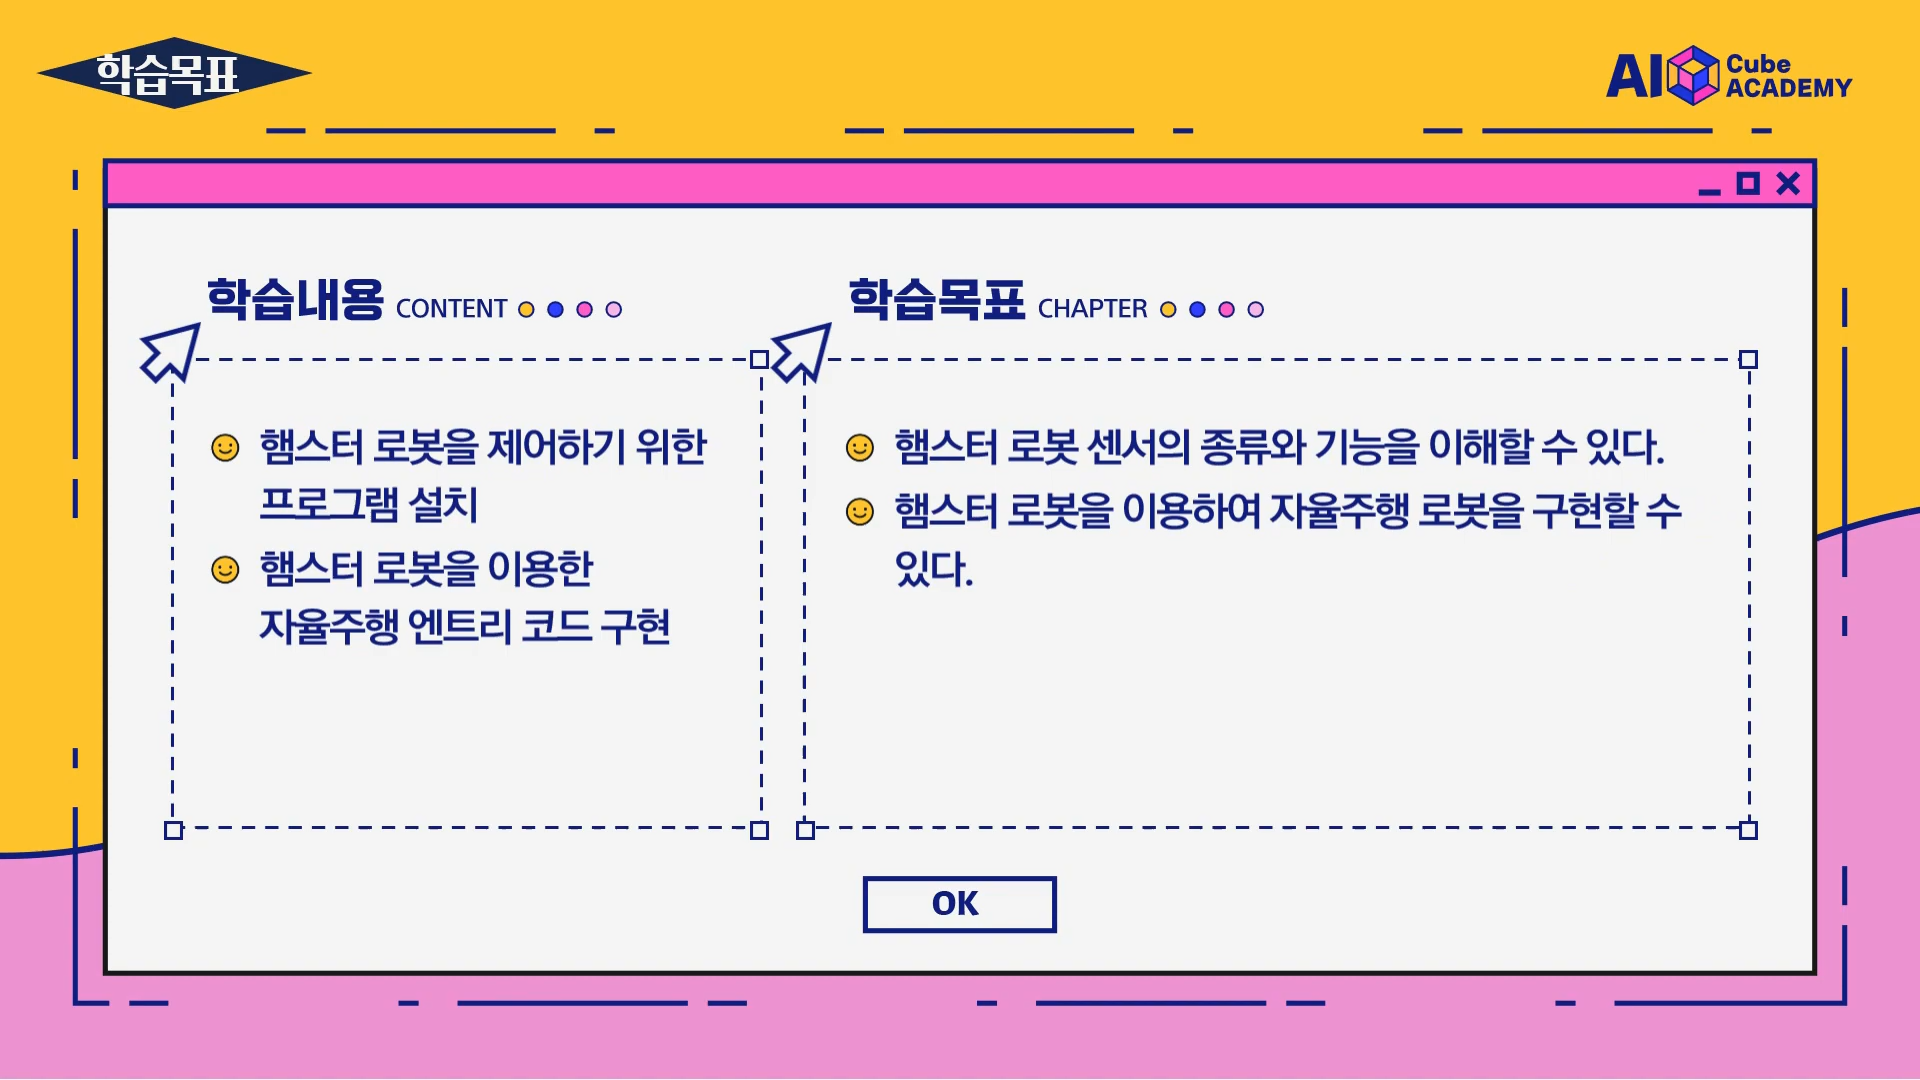 학습목표
AI Cube
ACADEMY
학습내용 CONTENT
햄스터 로봇을 제어하기 위한
프로그램 설치
햄스터 로봇을 이용한
자율주행 엔트리 코드 구현
학습목표 CHAPTER
햄스터 로봇 센서의 종류와 기능을 이해할 수 있다.
햄스터 로봇을 이용하여 자율주행 로봇을 구현할 수
있다.
OK